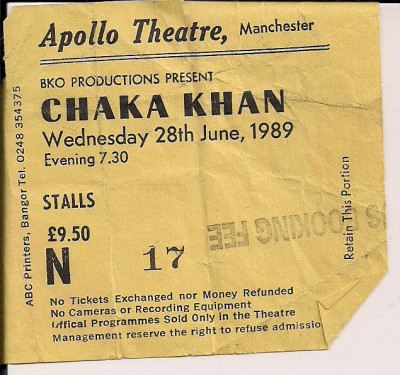 Apollo Theatre, Manchester
BKO PRODUCTIONS PRESENT
CHAKA KHAN
Wednesday 28th June, 1989
Evening 7.30
STALLS
£9.50
N 17
No Tickets Exchanged nor Money Refunded
No Cameras or Recording Equipment
Offical Programmes Sold Only in the Theatre
Management reserve the right to refuse admissio
ABC Printers, Bangor Tel. 0248 354375
Retain This Portion
BOOKING FEE